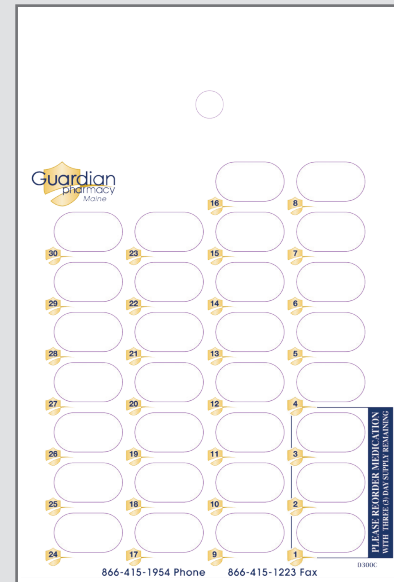 Guardian
pharmacy
Maine
16 8
30 23 15 7
29 22 14 6
28 21 13 5
27 20 12 4
26 19 11 3
25 18 10 2
24 17 9 1
PLEASE REORDER MEDICATION
WITH THREE (3) DAY SUPPLY REMAINING
D300C
866-415-1954 Phone 866-415-1223 Fax